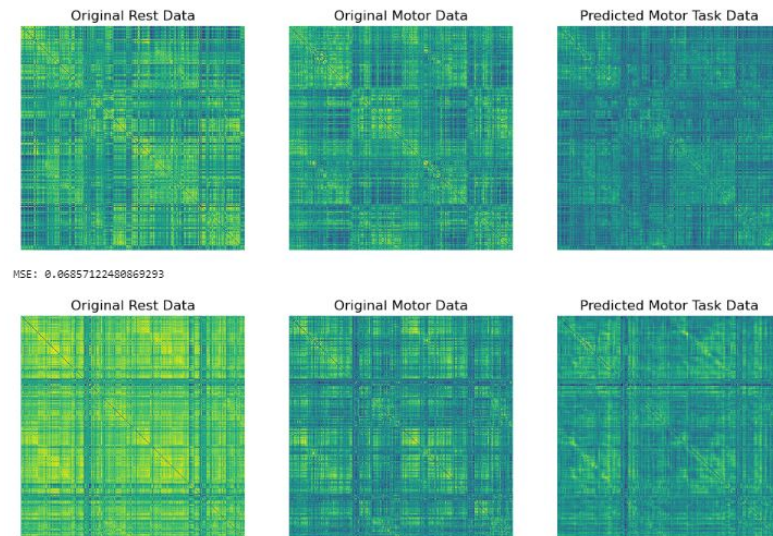 Original Rest Data Original Motor Data Predicted Motor Task Data
MSE: 0.06857122480869293
Original Rest Data Original Motor Data Predicted Motor Task Data